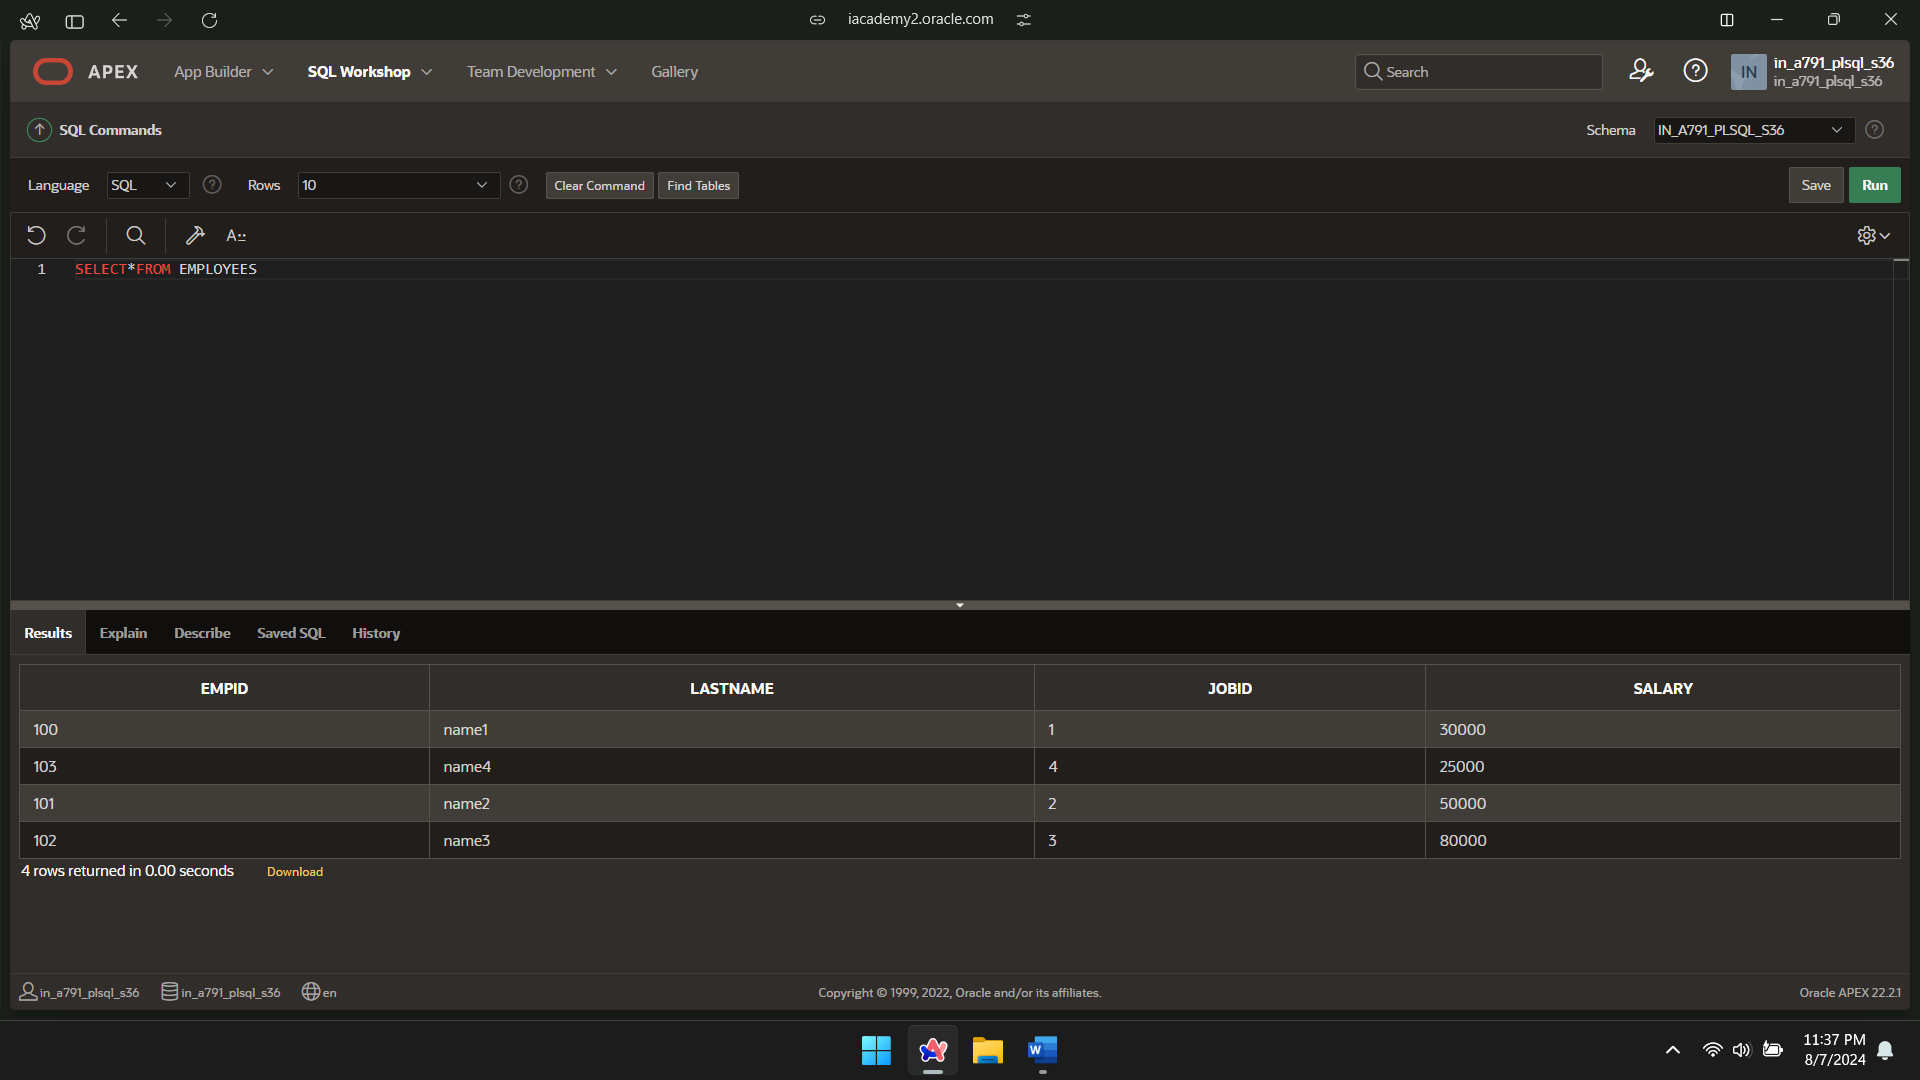 iacademy2.oracle.com
APEX App Builder SQL Workshop Team Development Gallery Search IN in_a791_plsql_s36
in_a791_plsql_s36
SQL Commands Schema IN_A791_PLSQL_S36
Language SQL Rows 10 Clear Command Find Tables Save Run
A
1 SELECT*FROM EMPLOYEES
Results Explain Describe Saved SQL History
EMPID LASTNAME JOBID SALARY
100 name1 1 30000
103 name4 4 25000
101 name2 2 50000
102 name3 3 80000
4 rows returned in 0.00 seconds Download
in_a791_plsql_s36 in_a791_plsql_s36 en Copyright © 1999, 2022, Oracle and/or its affiliates. Oracle APEX 22.2.1
W 11:37 PM
8/7/2024